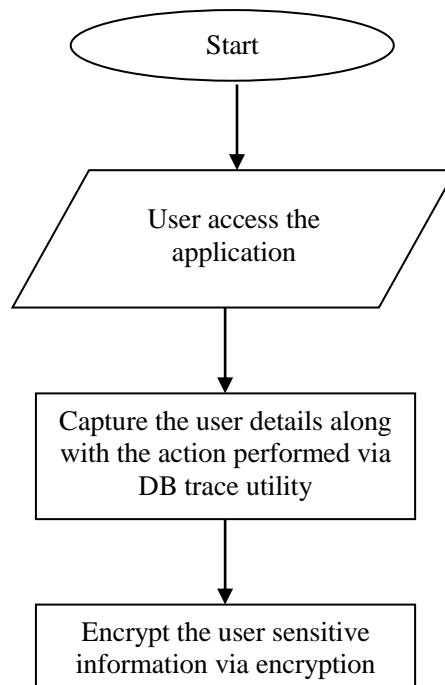 Start
User access the
application
Capture the user details along
with the action performed via
DB trace utility
Encrypt the user sensitive
information via encryption